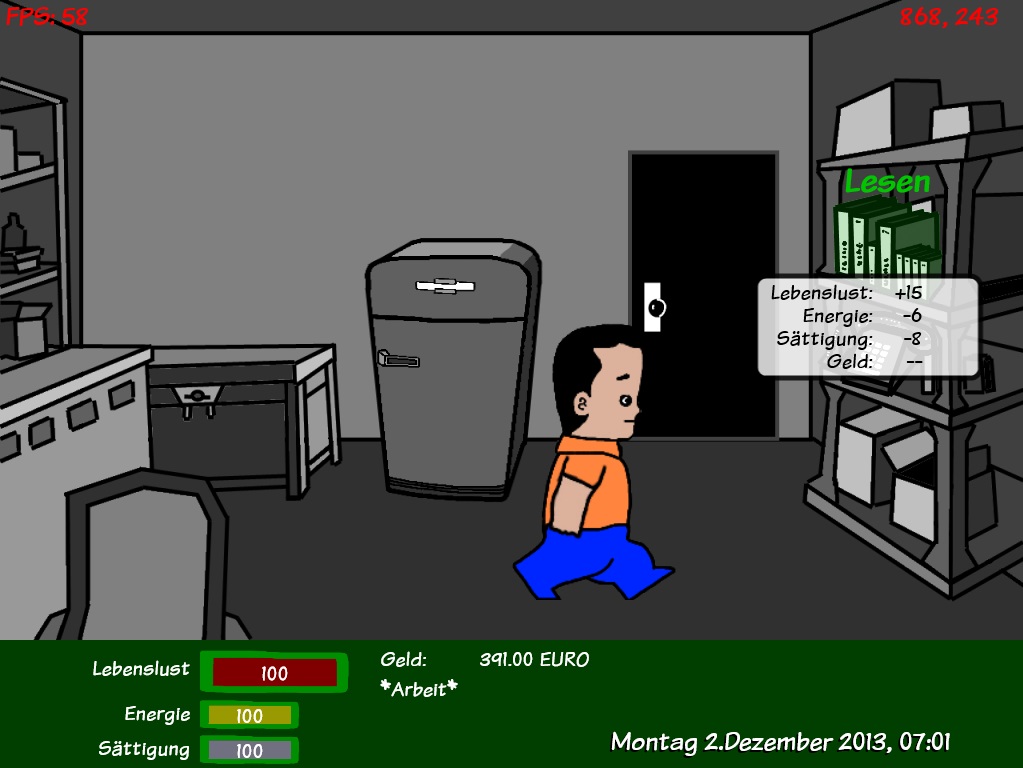 FPS: 58
868, 243
Lesen
Lebenslust: +15
Energie: -6
Sättigung: -8
Geld: --
Lebenslust 100
Energie 100
Sättigung 100
Geld: 391.00 EURO
*Arbeit*
Montag 2.Dezember 2013, 07:01